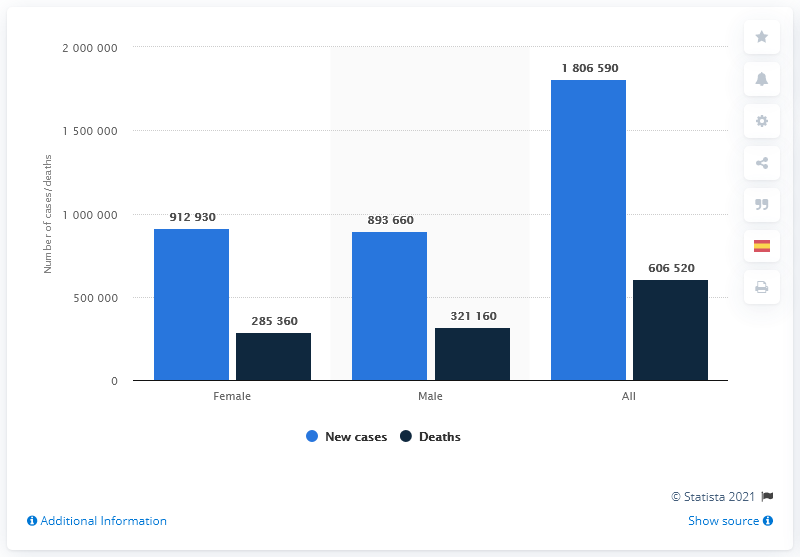 2 000 000
1 500 000
1 000 000
500 000
0
Number of cases/deaths
912 930
285 360
893 660
321 160
1 806 590
606 520
Female
Male
All
New cases
Deaths
© Statista 2021
Additional Information
Show source